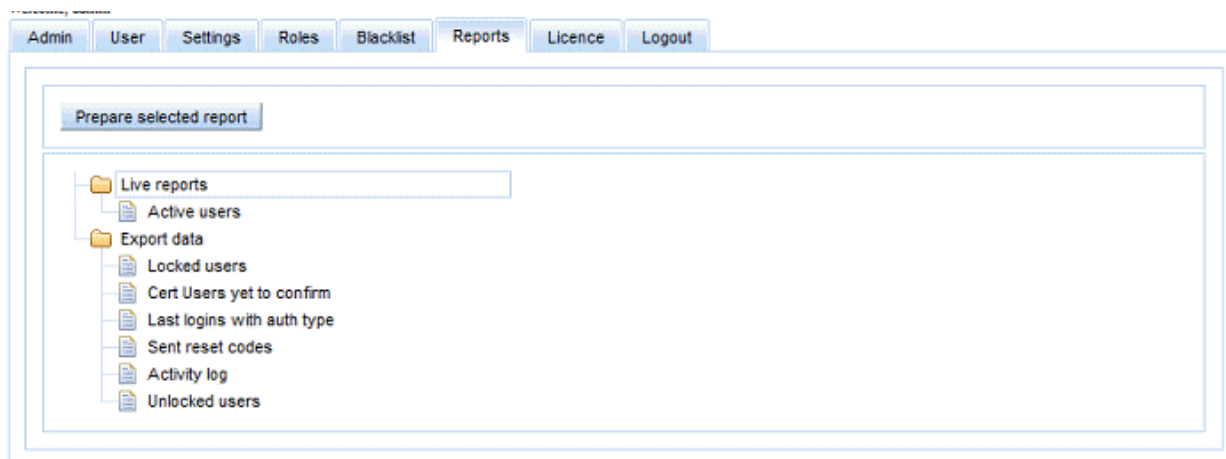 Admin User Settings Roles Blacklist Reports Licence Logout
Prepare selected report
Live reports
Active users
Export data
Locked users
Cert Users yet to confirm
Last logins with auth type
Sent reset codes
Activity log
Unlocked users